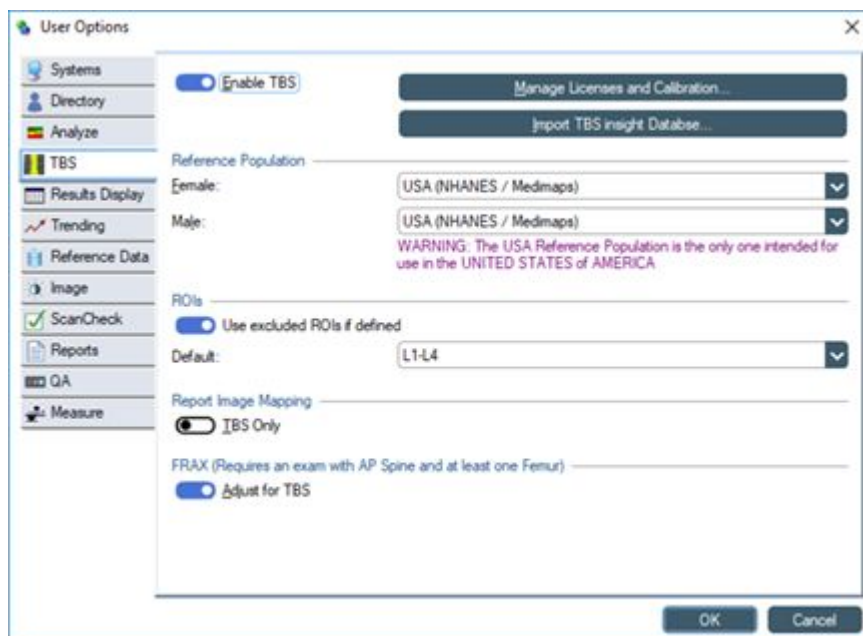 User Options
Systems
Directory
Analyze
TBS
Results Display
Trending
Reference Data
Image
ScanCheck
Reports
QA
Measure
Enable TBS
Manage Licenses and Calibration...
Import TBS insight Databse...
Reference Population
Female:
USA (NHANES / Medimaps)
Male:
USA (NHANES / Medimaps)
WARNING: The USA Reference Population is the only one intended for
use in the UNITED STATES of AMERICA
ROIs
Use excluded ROIs if defined
Default:
L1-L4
Report Image Mapping
TBS Only
FRAX (Requires an exam with AP Spine and at least one Femur)
Adjust for TBS
OK
Cancel